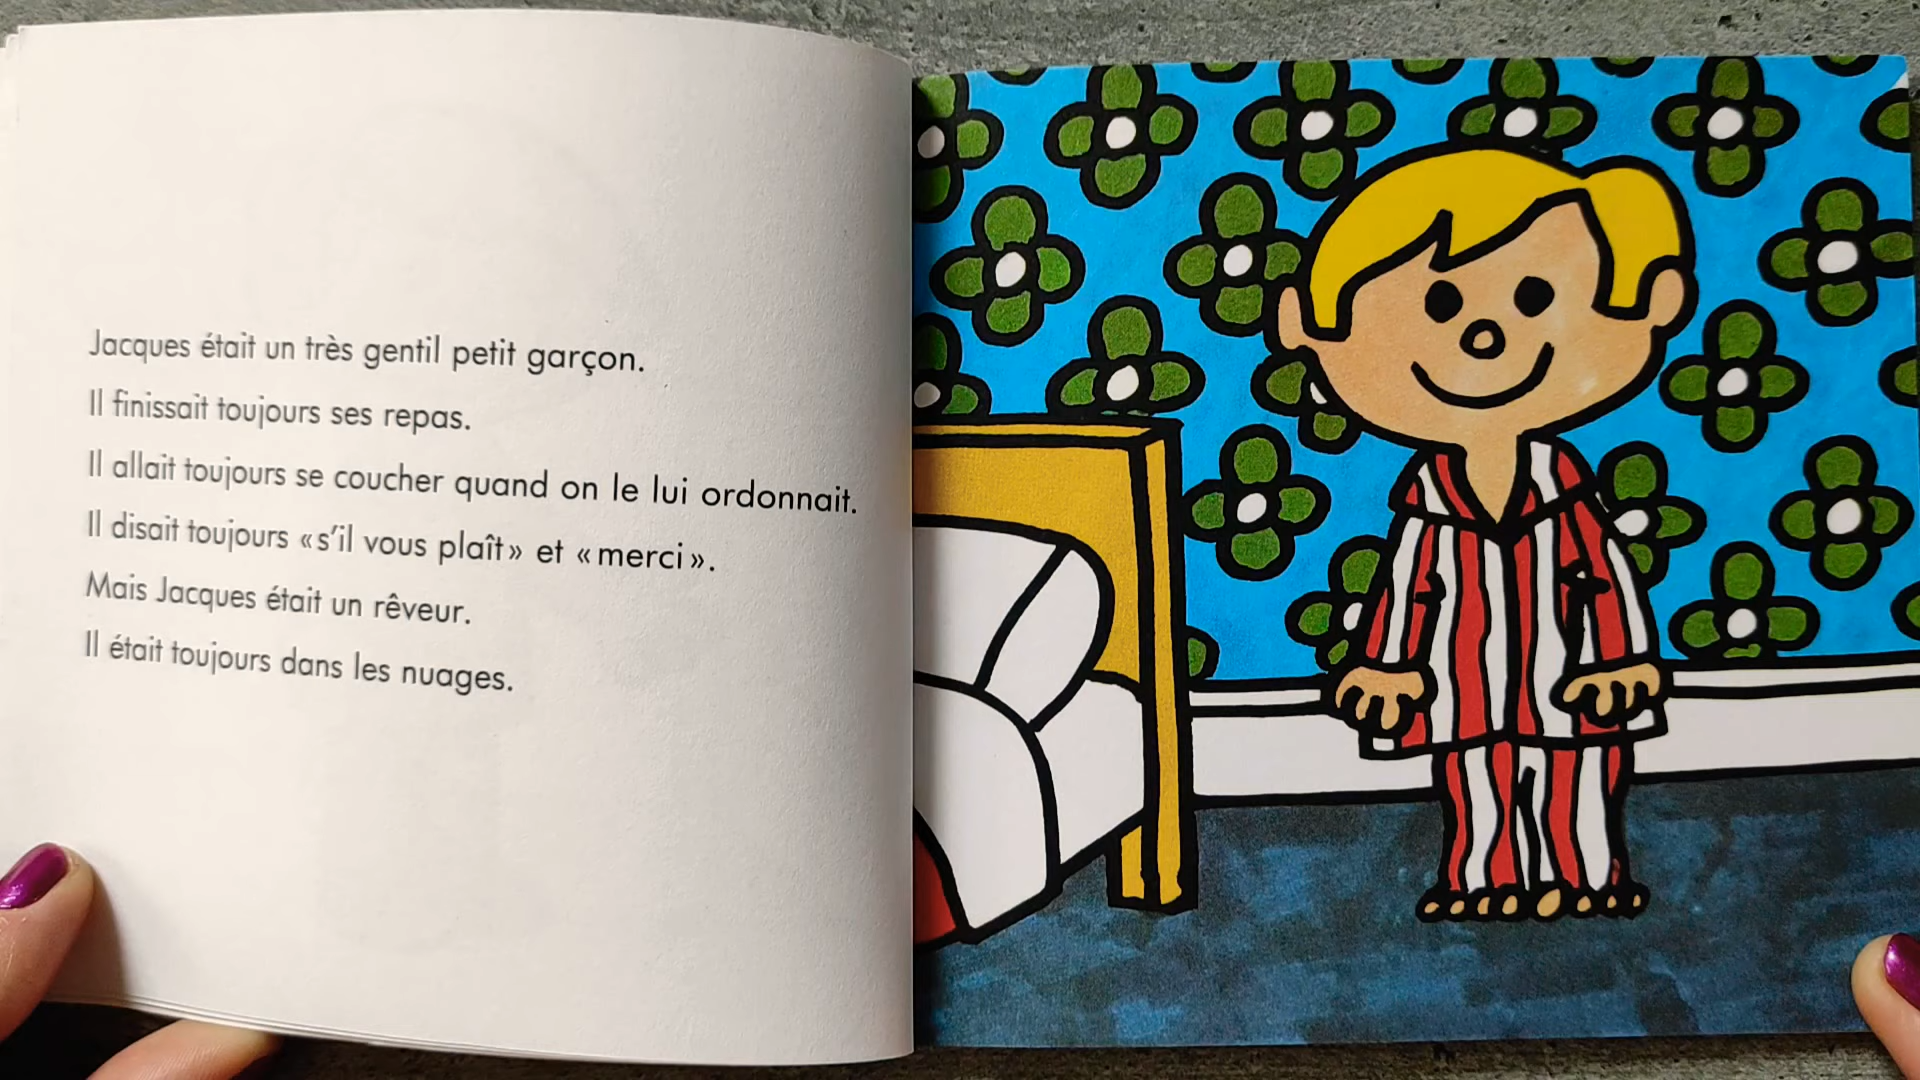 Jacques était un très gentil petit garçon.
Il finissait toujours ses repas.
Il allait toujours se coucher quand on le lui ordonnait.
Il disait toujours « s’il vous plaît » et « merci ».
Mais Jacques était un rêveur.
Il était toujours dans les nuages.